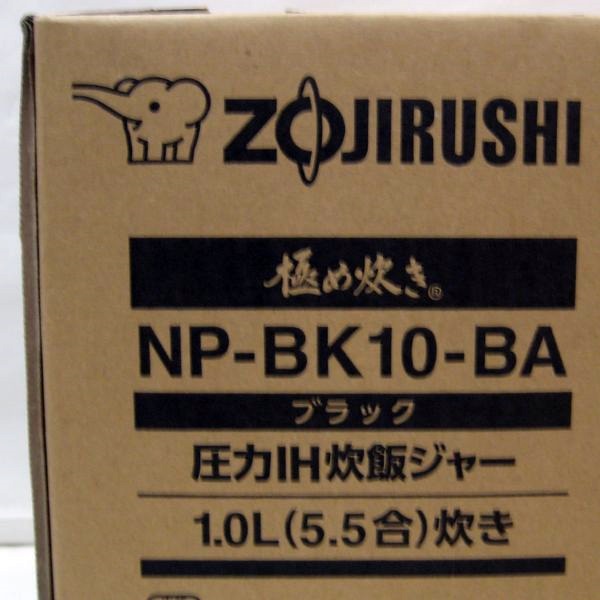 ZOJIRUSHI
極め炊き®
NP-BK10-BA
ブラック
圧力IH炊飯ジャー
1.0L(5.5合)炊き